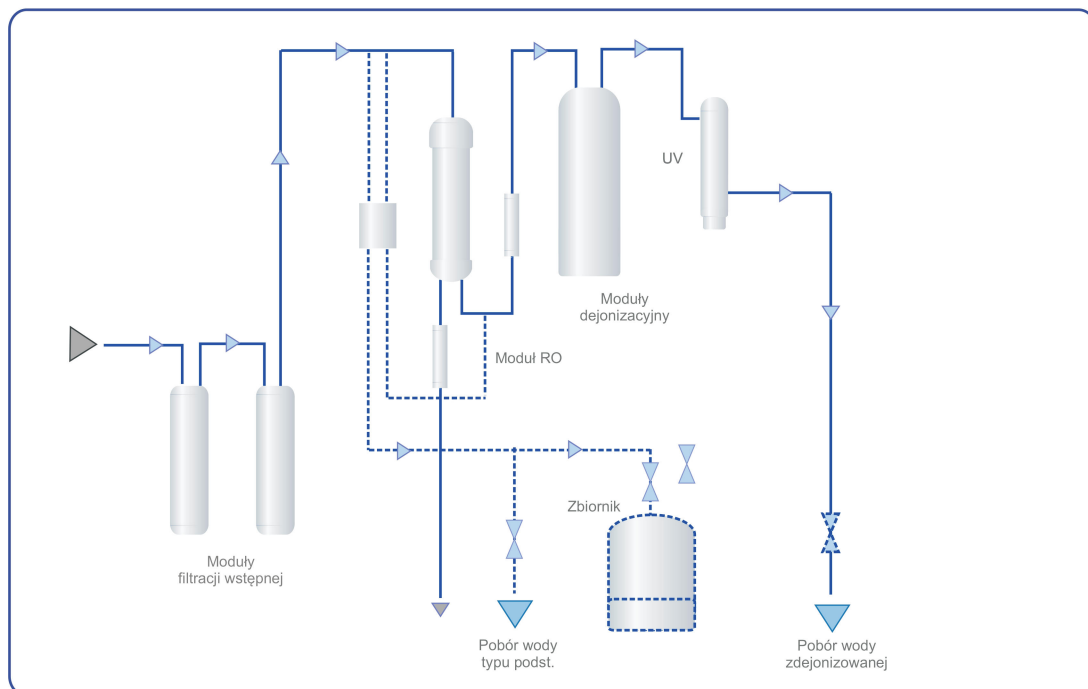 UV
Moduły
dejonizacyjny
Moduł RO
Zbiornik
Moduły
filtracji wstępnej
Pobór wody
typu podst.
Pobór wody
zdejonizowanej